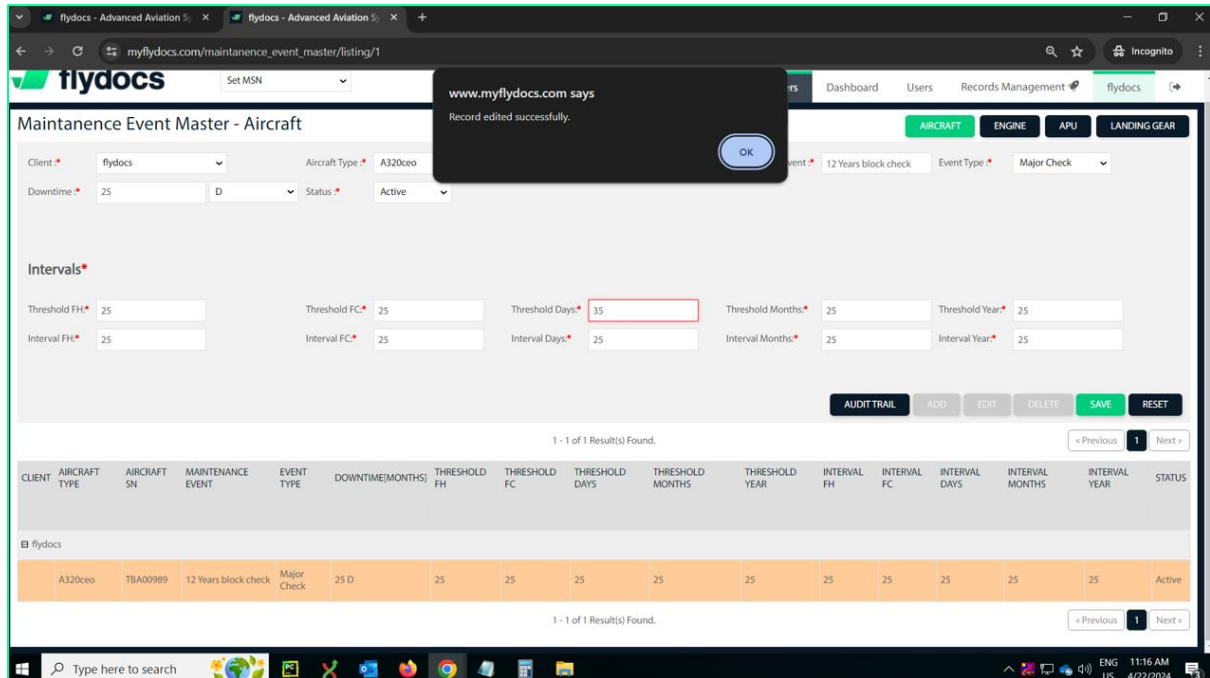 flydocs - Advanced Aviation Sy
flydocs - Advanced Aviation Sy
myflydocs.com/maintanence_event_master/listing/1
Incognito
flydocs
Set MSN
www.myflydocs.com says
Record edited successfully.
OK
Dashboard Users Records Management flydocs
Maintanence Event Master - Aircraft
AIRCRAFT ENGINE APU LANDING GEAR
Client :* flydocs Aircraft Type :* A320ceo 12 Years block check Event Type :* Major Check
Downtime :* 25 D Status :* Active
Intervals*
Threshold FH:* 25 Threshold FC:* 25 Threshold Days:* 35 Threshold Months:* 25 Threshold Year:* 25
Interval FH:* 25 Interval FC:* 25 Interval Days:* 25 Interval Months:* 25 Interval Year:* 25
AUDIT TRAIL ADD EDIT DELETE SAVE RESET
1 - 1 of 1 Result(s) Found.
« Previous 1 Next »
CLIENT AIRCRAFT TYPE AIRCRAFT SN MAINTENANCE EVENT EVENT TYPE DOWNTIME[MONTHS] THRESHOLD FH THRESHOLD FC THRESHOLD DAYS THRESHOLD MONTHS THRESHOLD YEAR INTERVAL FH INTERVAL FC INTERVAL DAYS INTERVAL MONTHS INTERVAL YEAR STATUS
flydocs
A320ceo TBA00989 12 Years block check Major Check 25 D 25 25 25 25 25 25 25 25 25 25 Active
1 - 1 of 1 Result(s) Found.
« Previous 1 Next »
Type here to search
ENG 11:16 AM
US 4/22/2024